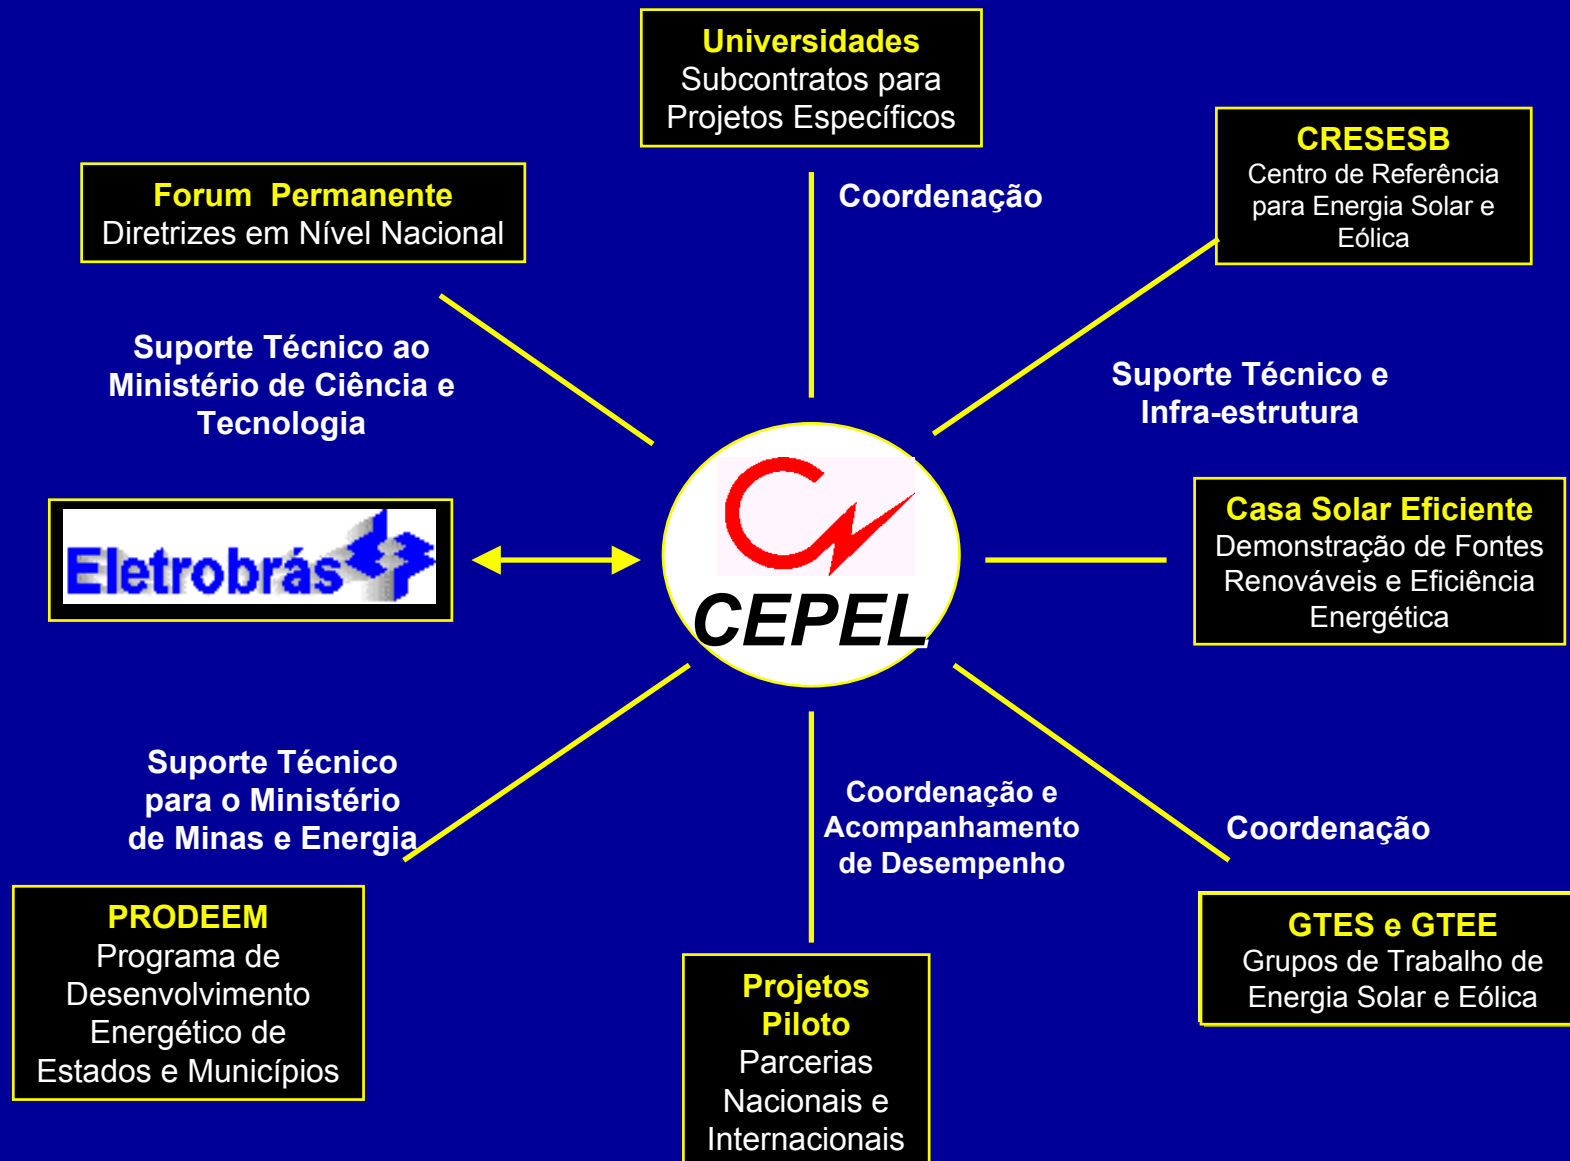 Universidades
Subcontratos para
Projetos Específicos
CRESESB
Centro de Referência
para Energia Solar e
Eólica
Forum  Permanente
Diretrizes em Nível Nacional
Coordenação
Suporte Técnico ao
Ministério de Ciência e
Tecnologia
Suporte Técnico e
Infra-estrutura
Eletrobrás
CEPEL
Casa Solar Eficiente
Demonstração de Fontes
Renováveis e Eficiência
Energética
Suporte Técnico
para o Ministério
de Minas e Energia
Coordenação e
Acompanhamento
de Desempenho
Coordenação
PRODEEM
Programa de
Desenvolvimento
Energético de
Estados e Municípios
Projetos
Piloto
Parcerias
Nacionais e
Internacionais
GTES e GTEE
Grupos de Trabalho de
Energia Solar e Eólica